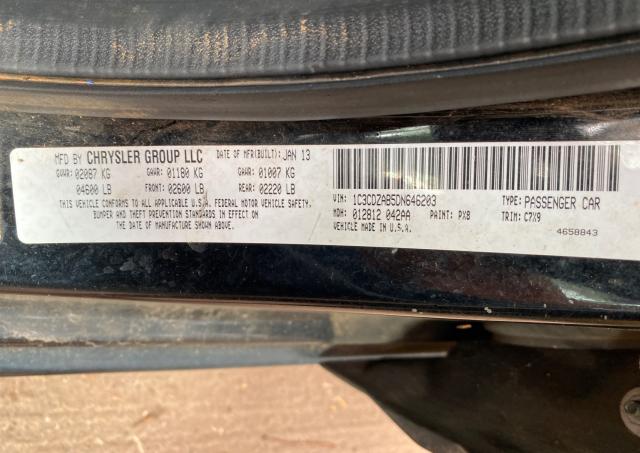 MFD BY CHRYSLER GROUP LLC DATE OF MFR(BUILT): JAN 13
GVWR: 02087 KG GAWR: 01180 KG GAWR: 01007 KG
04600 LB FRONT: 02600 LB REAR: 02220 LB
THIS VEHICLE CONFORMS TO ALL APPLICABLE U.S.A. FEDERAL MOTOR VEHICLE SAFETY,
BUMPER AND THEFT PREVENTION STANDARDS IN EFFECT ON
THE DATE OF MANUFACTURE SHOWN ABOVE.
VIN: 1C3CDZAB5DN646203 TYPE: PASSENGER CAR
MDH: 012812 042AA PAINT: PX8 TRIM: C7X9
VEHICLE MADE IN U.S.A. 4658843